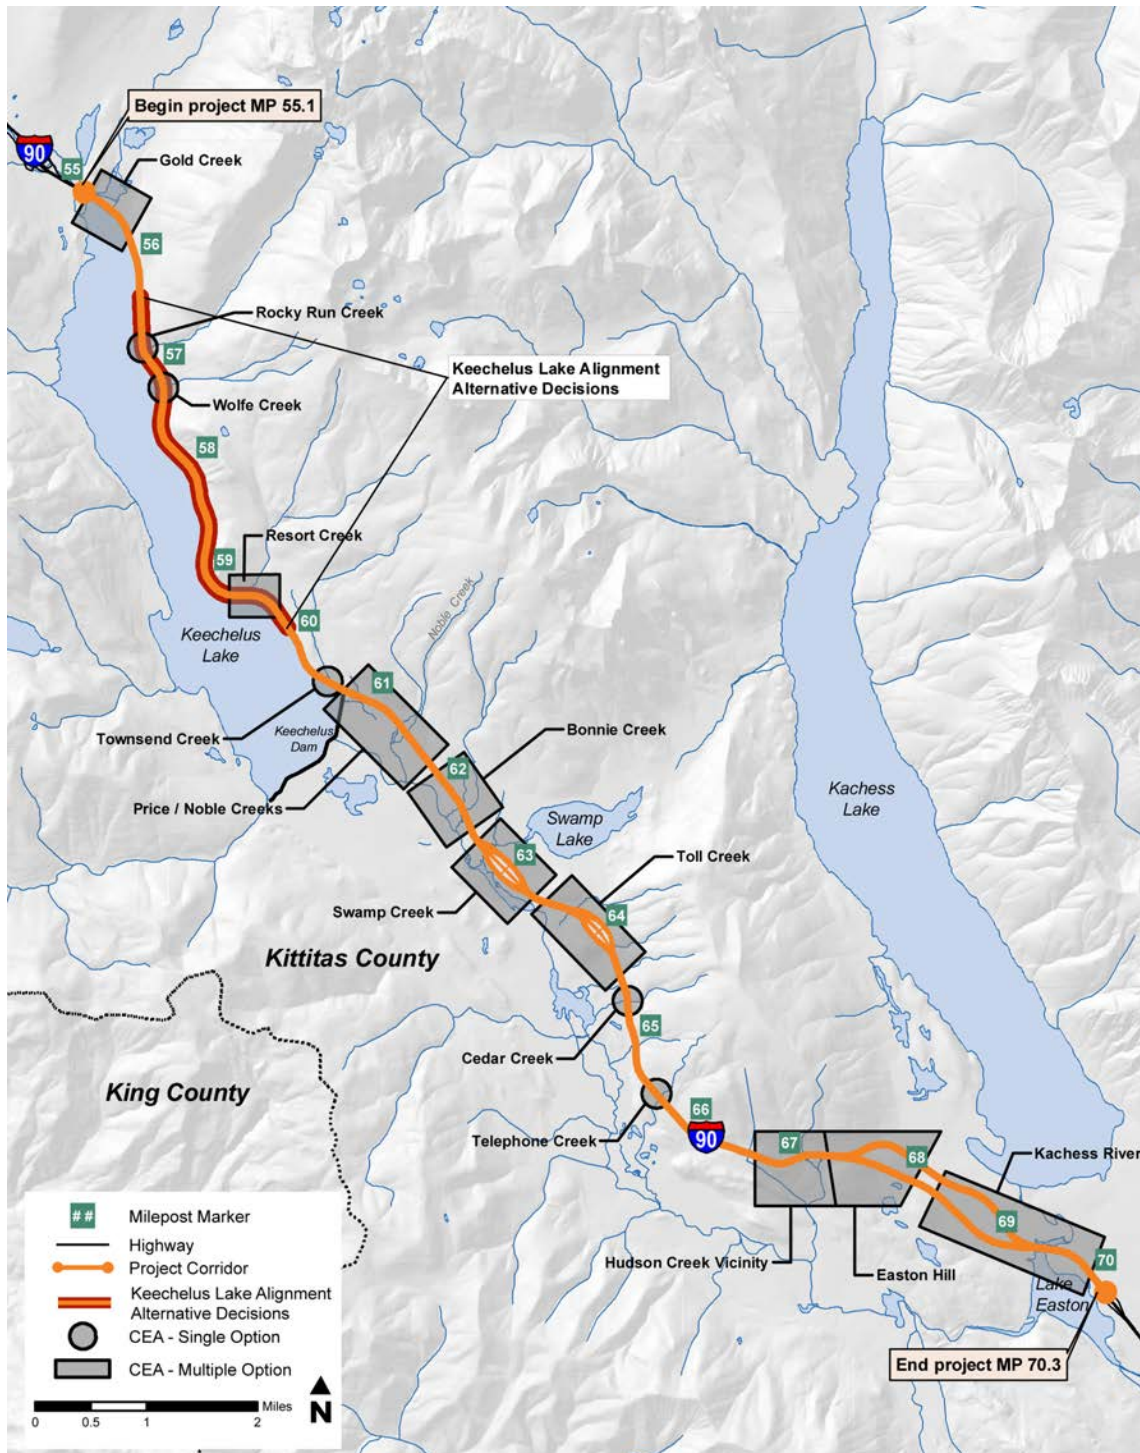 Begin project MP 55.1
90
55
Gold Creek
56
Rocky Run Creek
57
Keechelus Lake Alignment
Alternative Decisions
Wolfe Creek
58
Resort Creek
59
Noble Creek
60
Keechelus
Lake
61
Townsend Creek
Keechelus
Dam
Bonnie Creek
62
Price / Noble Creeks
Kachess
Lake
Swamp
Lake
63
Toll Creek
Swamp Creek
64
Kittitas County
65
Cedar Creek
King County
66
Telephone Creek
90
67
68
Kachess River
69
Hudson Creek Vicinity
Easton Hill
70
Lake
Easton
End project MP 70.3
## Milepost Marker
Highway
Project Corridor
Keechelus Lake Alignment
Alternative Decisions
CEA - Single Option
CEA - Multiple Option
Miles
0 0.5 1 2
N